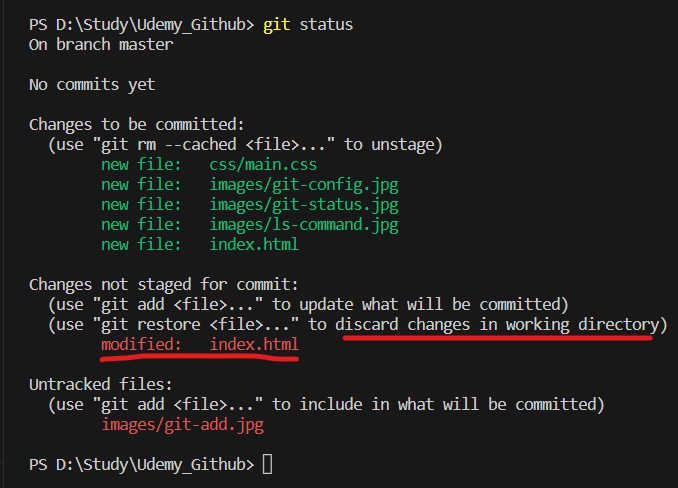 PS D:\Study\Udemy_Github> git status
On branch master
No commits yet
Changes to be committed:
(use "git rm --cached <file>..." to unstage)
new file: css/main.css
new file: images/git-config.jpg
new file: images/git-status.jpg
new file: images/ls-command.jpg
new file: index.html
Changes not staged for commit:
(use "git add <file>..." to update what will be committed)
(use "git restore <file>..." to discard changes in working directory)
modified: index.html
Untracked files:
(use "git add <file>..." to include in what will be committed)
images/git-add.jpg
PS D:\Study\Udemy_Github>